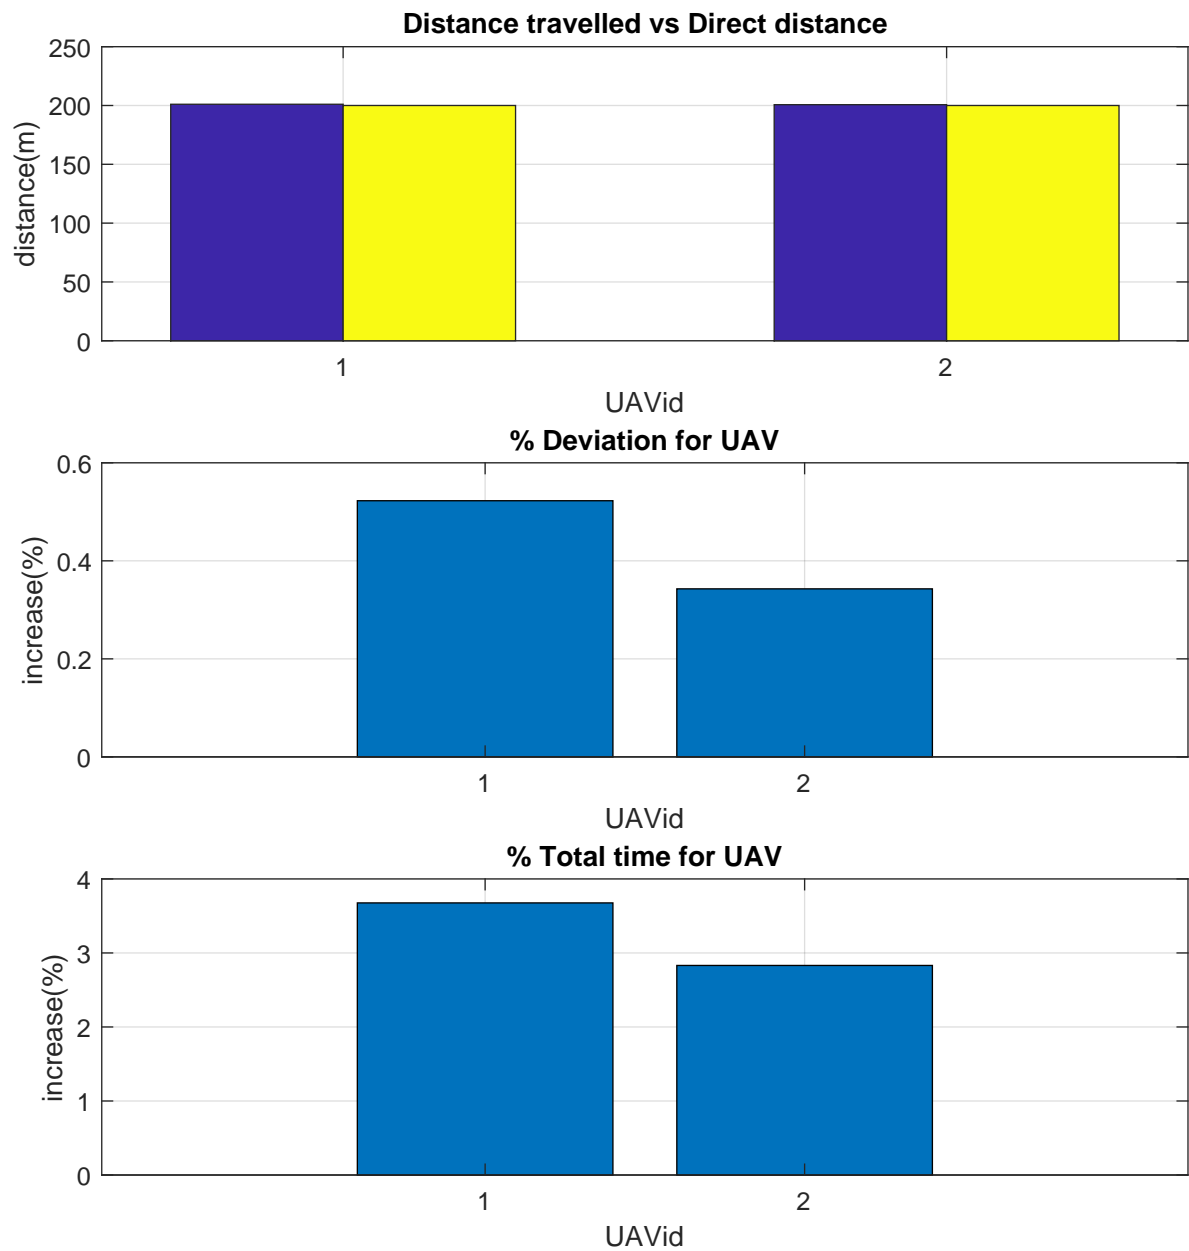 Distance travelled vs Direct distance
250
200
150
100
50
0
distance(m)
1 2
UAVid
% Deviation for UAV
0.6
0.4
0.2
0
increase(%)
1 2
UAVid
% Total time for UAV
4
3
2
1
0
increase(%)
1 2
UAVid